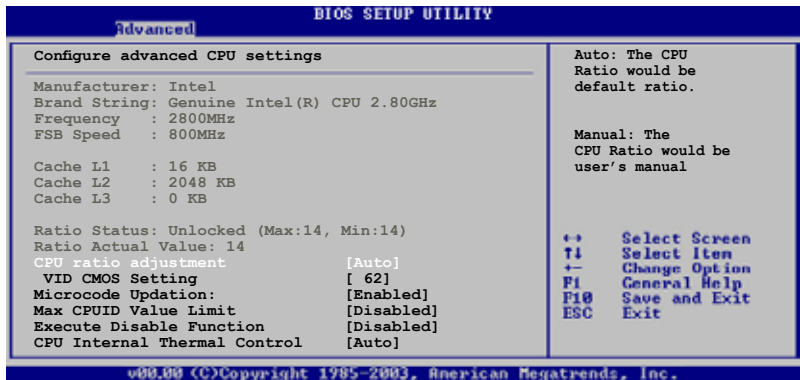 BIOS SETUP UTILITY
Advanced
Configure advanced CPU settings
Manufacturer: Intel
Brand String: Genuine Intel(R) CPU 2.80GHz
Frequency : 2800MHz
FSB Speed : 800MHz
Cache L1 : 16 KB
Cache L2 : 2048 KB
Cache L3 : 0 KB
Ratio Status: Unlocked (Max:14, Min:14)
Ratio Actual Value: 14
CPU ratio adjustment [Auto]
VID CMOS Setting [ 62]
Microcode Updation: [Enabled]
Max CPUID Value Limit [Disabled]
Execute Disable Function [Disabled]
CPU Internal Thermal Control [Auto]
Auto: The CPU
Ratio would be
default ratio.
Manual: The
CPU Ratio would be
user's manual
↔ Select Screen
↑↓ Select Item
+- Change Option
F1 General Help
F10 Save and Exit
ESC Exit
v00.00 (C)Copyright 1985-2003, American Megatrends, Inc.